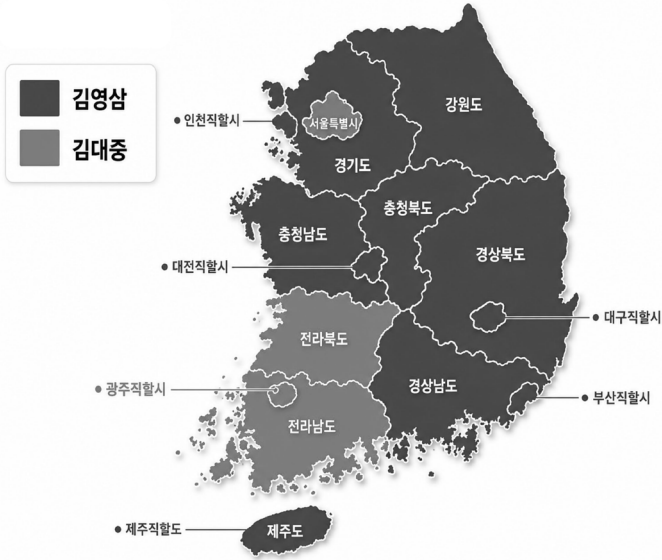 김영삼
김대중
강원도
인천직할시
서울특별시
경기도
충청북도
충청남도
경상북도
대전직할시
대구직할시
전라북도
경상남도
광주직할시
부산직할시
전라남도
제주직할도
제주도